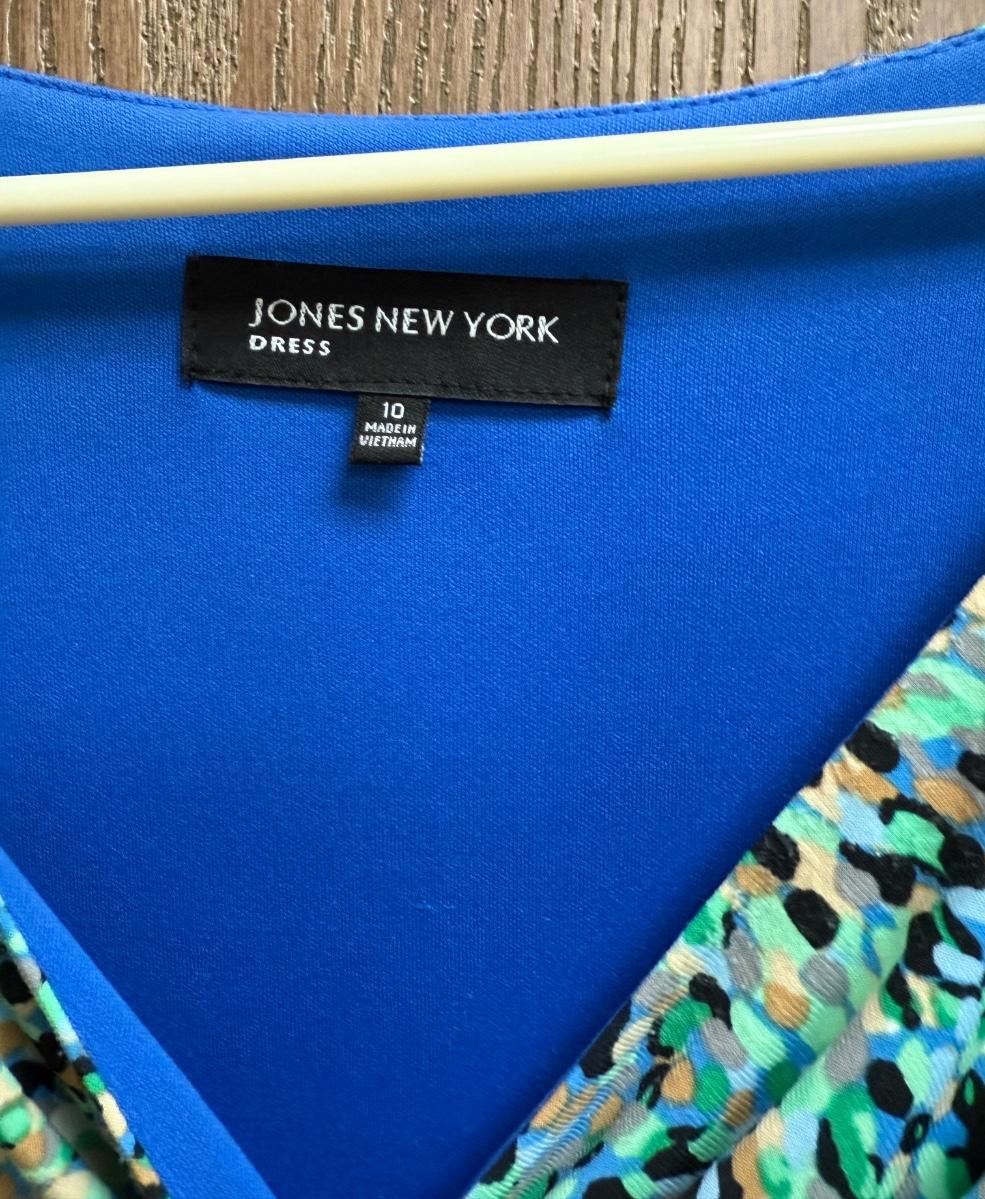 JONES NEW YORK
DRESS
10
MADE IN
VIETNAM